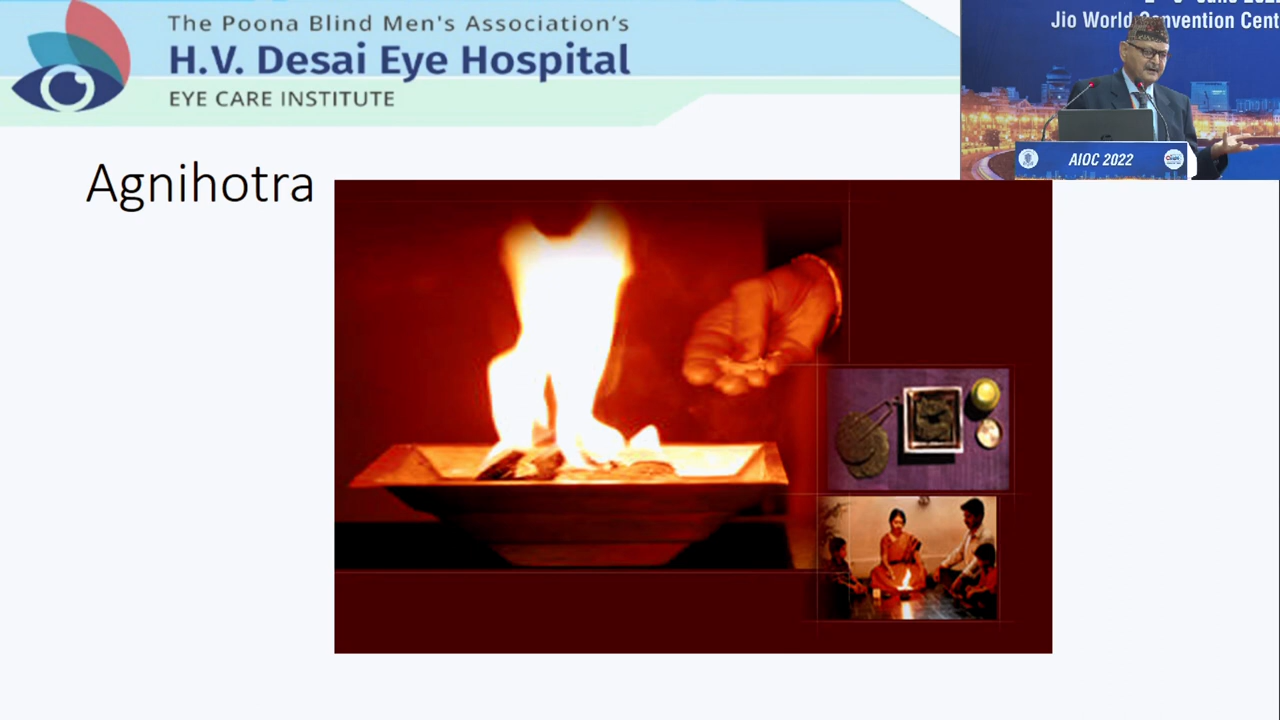 The Poona Blind Men's Association's
H.V. Desai Eye Hospital
EYE CARE INSTITUTE
Jio World Convention Cent
AIOC 2022
Agnihotra